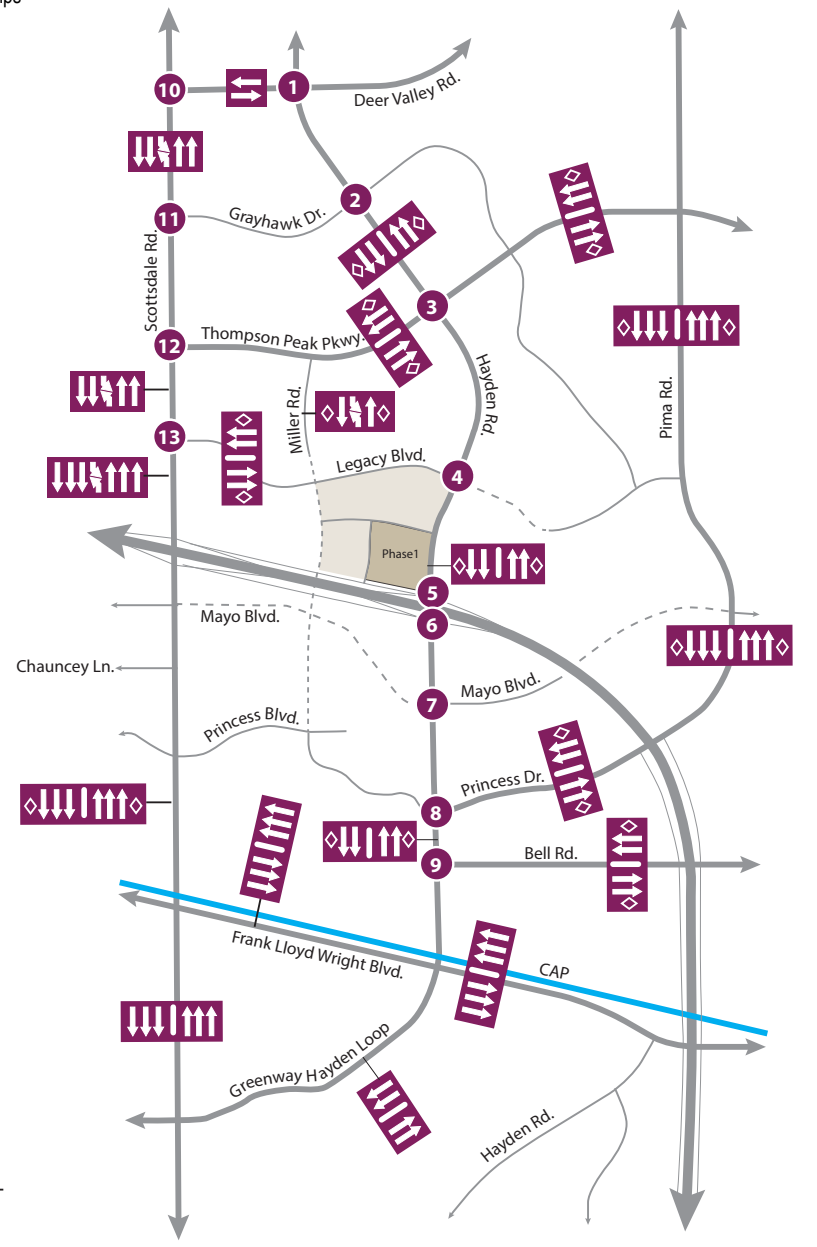 10
1
Deer Valley Rd.
2
11
Grayhawk Dr.
Scottsdale Rd.
3
12
Thompson Peak Pkwy.
Hayden Rd.
Pima Rd.
Miller Rd.
13
Legacy Blvd.
4
Phase1
5
6
Mayo Blvd.
Chauncey Ln.
Mayo Blvd.
7
Princess Blvd.
Princess Dr.
8
9
Bell Rd.
Frank Lloyd Wright Blvd.
CAP
Greenway Hayden Loop
Hayden Rd.